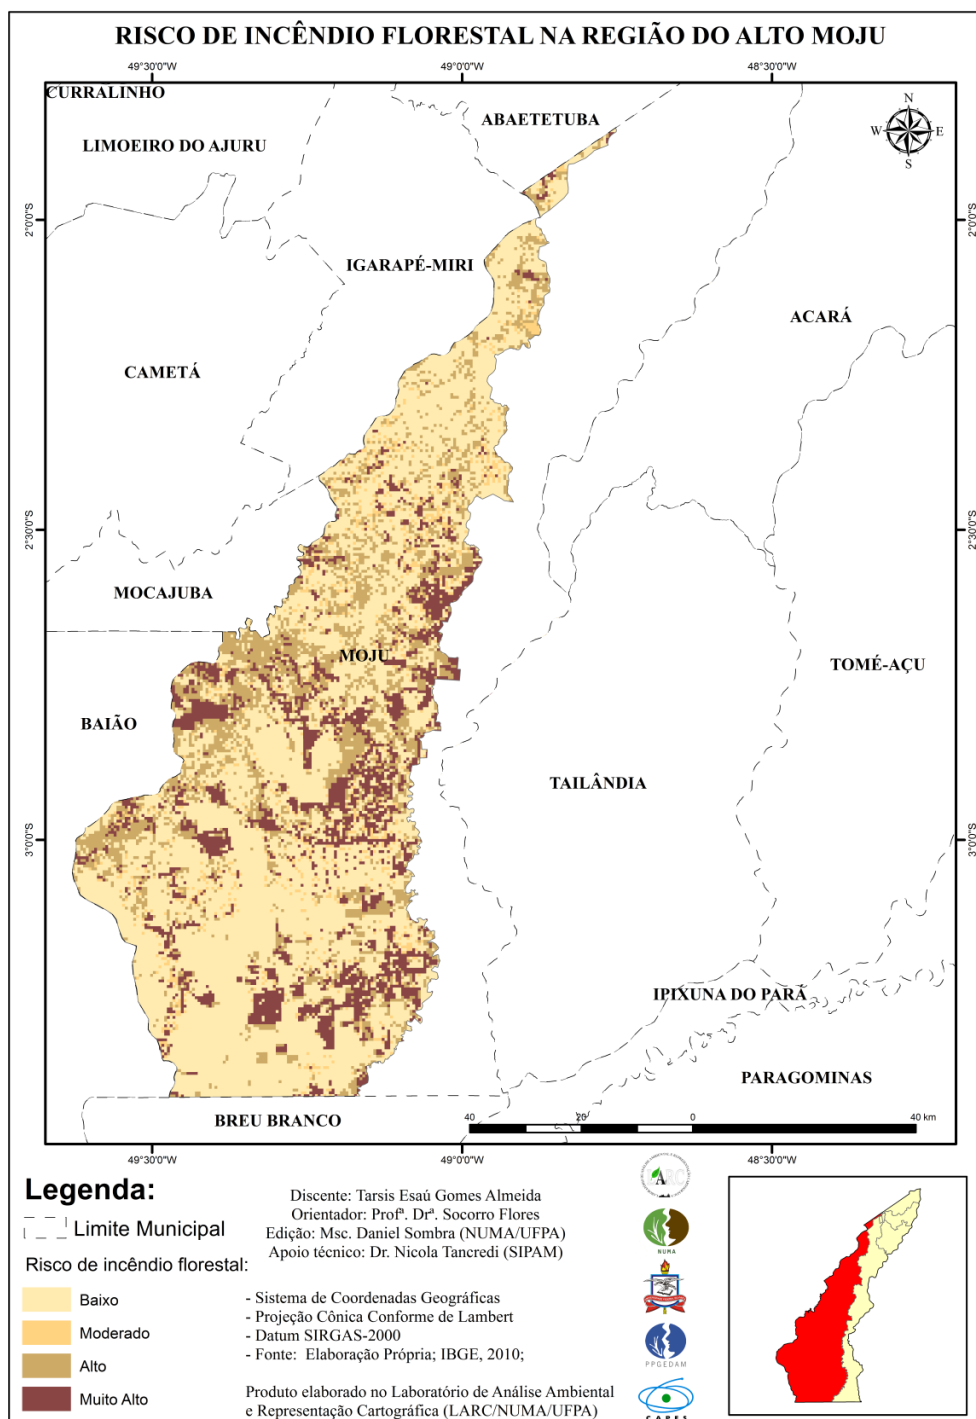 RISCO DE INCÊNDIO FLORESTAL NA REGIÃO DO ALTO MOJU
49°30'0"W
49°0'0"W
48°30'0"W
CURRALINHO
LIMOEIRO DO AJURU
ABAETETUBA
N
W
E
S
2°0'0"S
2°0'0"S
IGARAPÉ-MIRI
ACARÁ
CAMETÁ
2°30'0"S
2°30'0"S
MOCAJUBA
MOJU
TOMÉ-AÇU
BAIÃO
TAILÂNDIA
3°0'0"S
3°0'0"S
IPIXUNA DO PARÁ
PARAGOMINAS
BREU BRANCO
40
20
0
40 km
49°30'0"W
49°0'0"W
48°30'0"W
Legenda:
Limite Municipal
Risco de incêndio florestal:
Baixo
Moderado
Alto
Muito Alto
Discente: Tarsis Esaú Gomes Almeida
Orientador: Profª. Drª. Socorro Flores
Edição: Msc. Daniel Sombra (NUMA/UFPA)
Apoio técnico: Dr. Nicola Tancredi (SIPAM)
- Sistema de Coordenadas Geográficas
- Projeção Cônica Conforme de Lambert
- Datum SIRGAS-2000
- Fonte: Elaboração Própria; IBGE, 2010;
Produto elaborado no Laboratório de Análise Ambiental
e Representação Cartográfica (LARC/NUMA/UFPA)
LARC
NUMA
PPGEDAM
CAPES